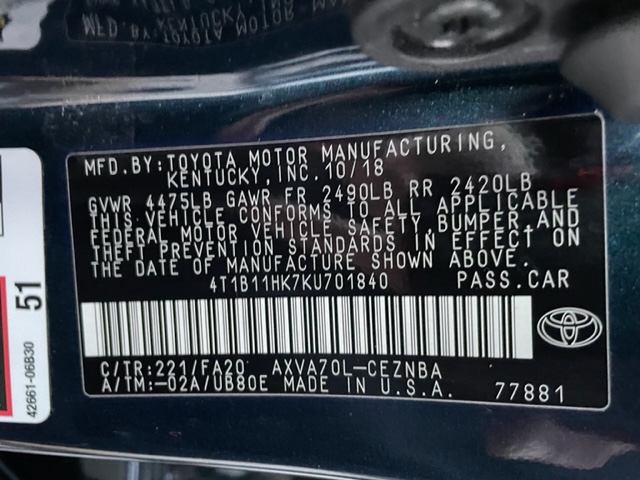 MFD.BY:TOYOTA MOTOR MANUFACTURING,
KENTUCKY, INC. 10/18
GVWR 4475LB GAWR FR 2490LB RR 2420LB
THIS VEHICLE CONFORMS TO ALL APPLICABLE
FEDERAL MOTOR VEHICLE SAFETY,BUMPER,AND
THEFT PREVENTION STANDARDS IN EFFECT ON
THE DATE OF MANUFACTURE SHOWN ABOVE.
4T1B11HK7KU701840 PASS.CAR
C/TR:221/FA20 AXVA70L-CEZNBA
A/TM:-02A/UB80E MADE IN U.S.A. 77881
51
42661-06B30